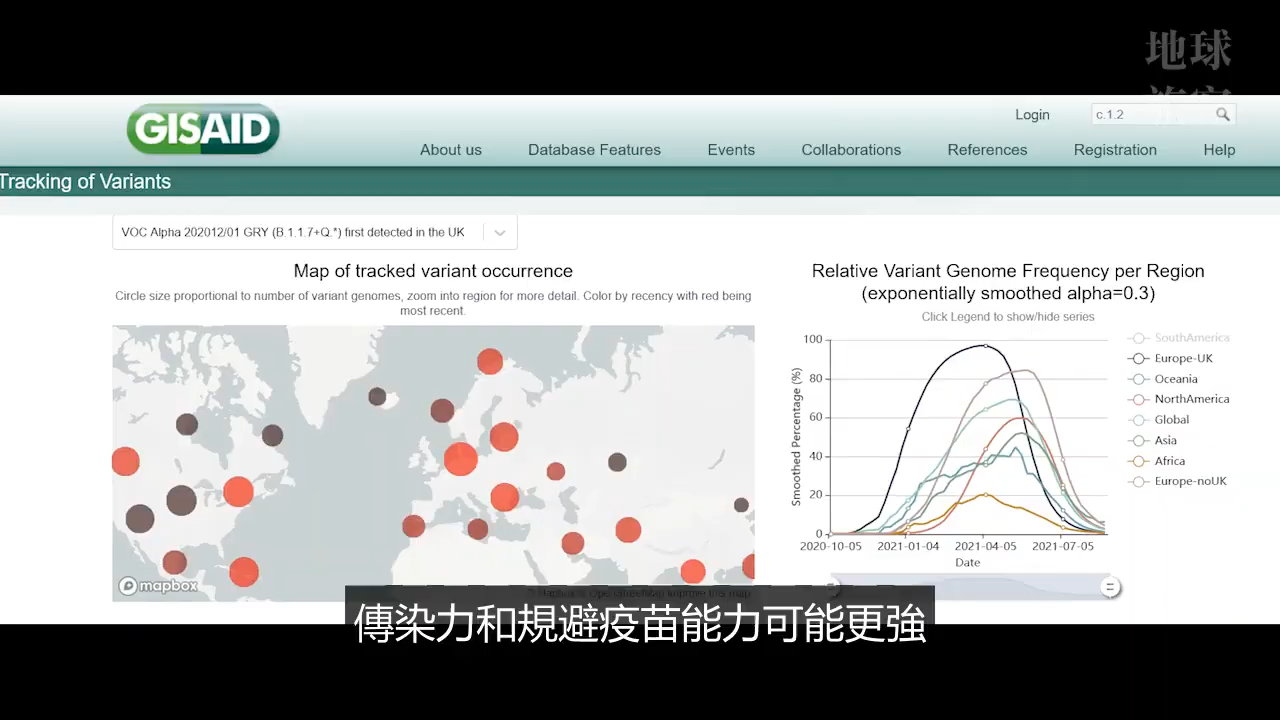 地球
GISAID
Login
c.1.2
About us
Database Features
Events
Collaborations
References
Registration
Help
Tracking of Variants
VOC Alpha 202012/01 GRY (B.1.1.7+Q.*) first detected in the UK
Map of tracked variant occurrence
Circle size proportional to number of variant genomes, zoom into region for more detail. Color by recency with red being
most recent.
mapbox
Relative Variant Genome Frequency per Region
(exponentially smoothed alpha=0.3)
Click Legend to show/hide series
Smoothed Percentage (%)
100
80
60
40
20
0
2020-10-05
2021-01-04
2021-04-05
2021-07-05
Date
SouthAmerica
Europe-UK
Oceania
NorthAmerica
Global
Asia
Africa
Europe-noUK
傳染力和規避疫苗能力可能更強